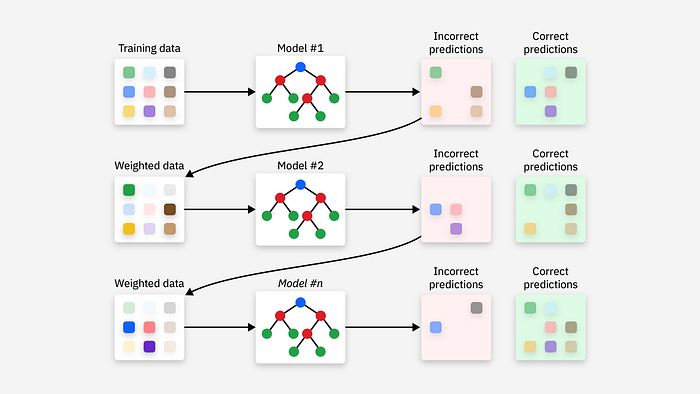 Training data
Model #1
Incorrect
predictions
Correct
predictions
Weighted data
Model #2
Incorrect
predictions
Correct
predictions
Weighted data
Model #n
Incorrect
predictions
Correct
predictions